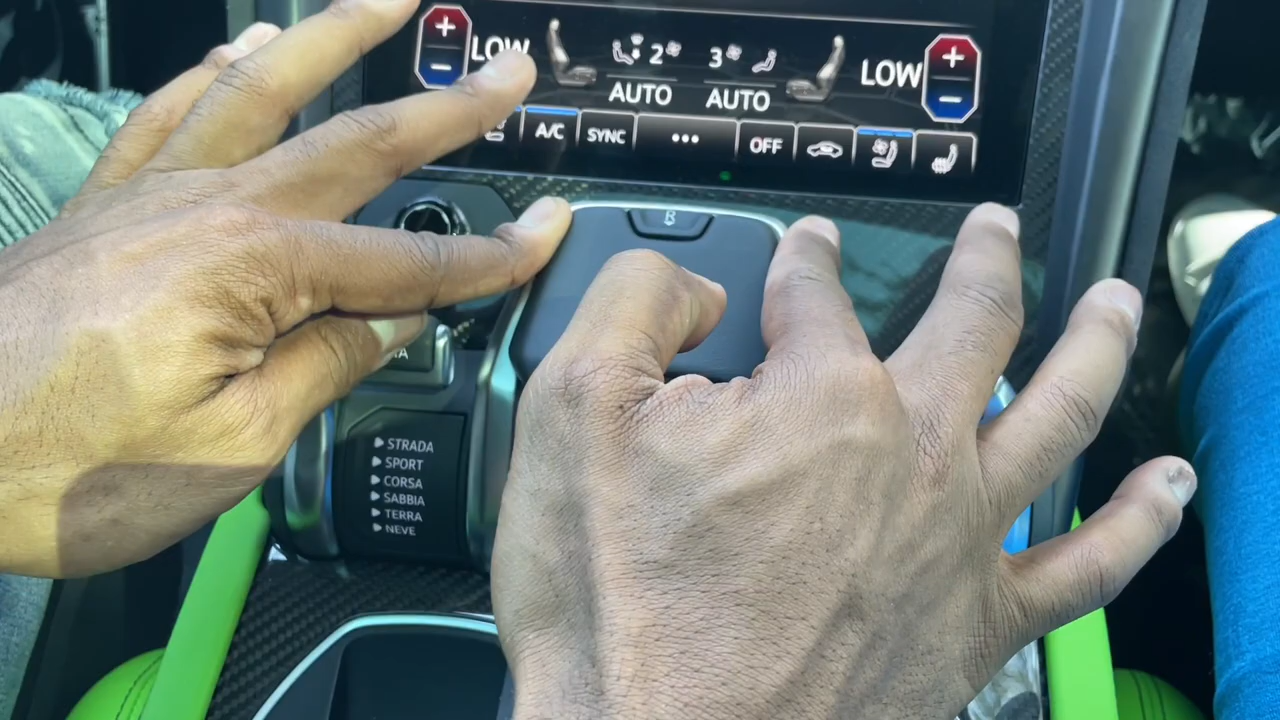 + LOW 2 3 LOW +
- AUTO AUTO -
A/C SYNC ••• OFF
R
STRADA
SPORT
CORSA
SABBIA
TERRA
NEVE